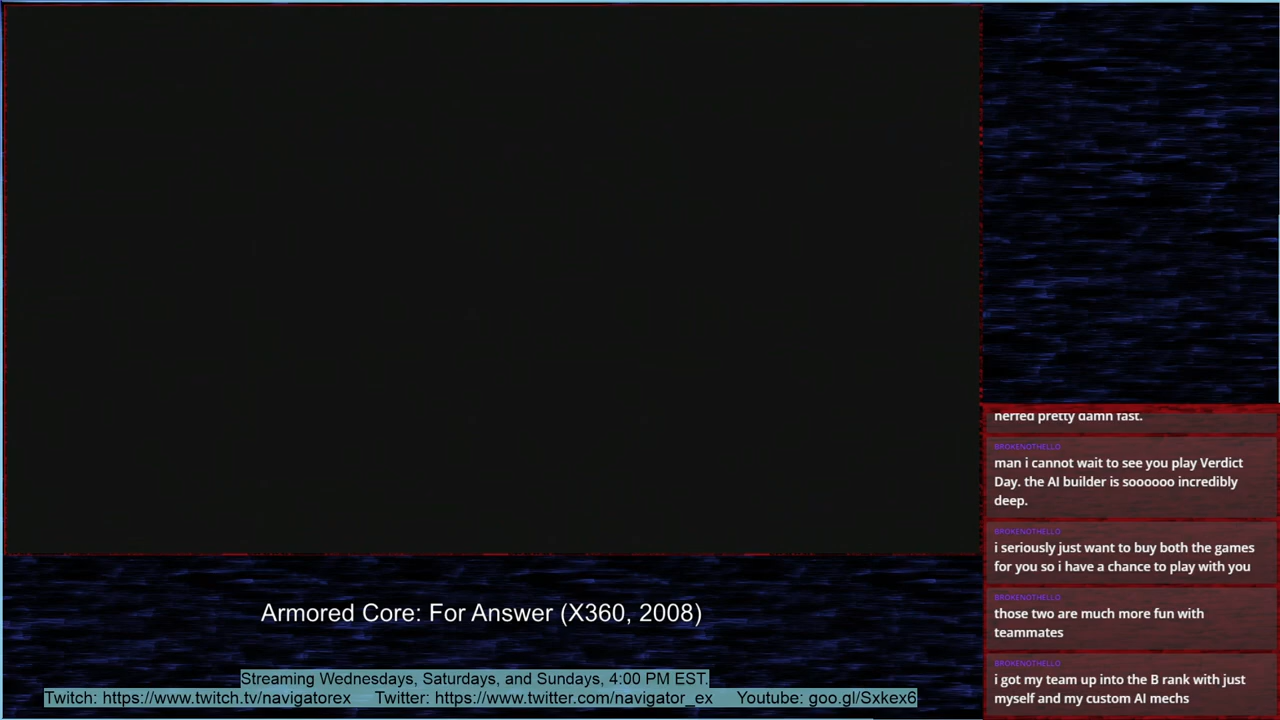 nerfed pretty damn fast.
BROKENOTHELLO
man i cannot wait to see you play Verdict
Day. the AI builder is soooooo incredibly
deep.
BROKENOTHELLO
i seriously just want to buy both the games
for you so i have a chance to play with you
BROKENOTHELLO
those two are much more fun with
teammates
BROKENOTHELLO
i got my team up into the B rank with just
myself and my custom AI mechs
Armored Core: For Answer (X360, 2008)
Streaming Wednesdays, Saturdays, and Sundays, 4:00 PM EST.
Twitch: https://www.twitch.tv/navigatorex Twitter: https://www.twitter.com/navigator_ex Youtube: goo.gl/Sxkex6